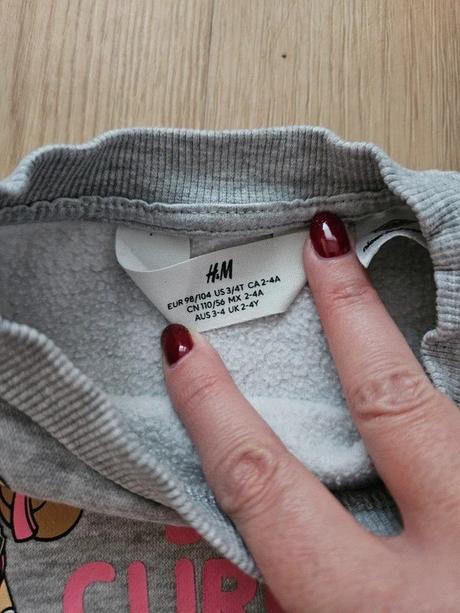 H&M
EUR 98/104 US 3/4T CA 2-4A
CN 110/56 MX 2-4A
AUS 3-4 UK 2-4Y